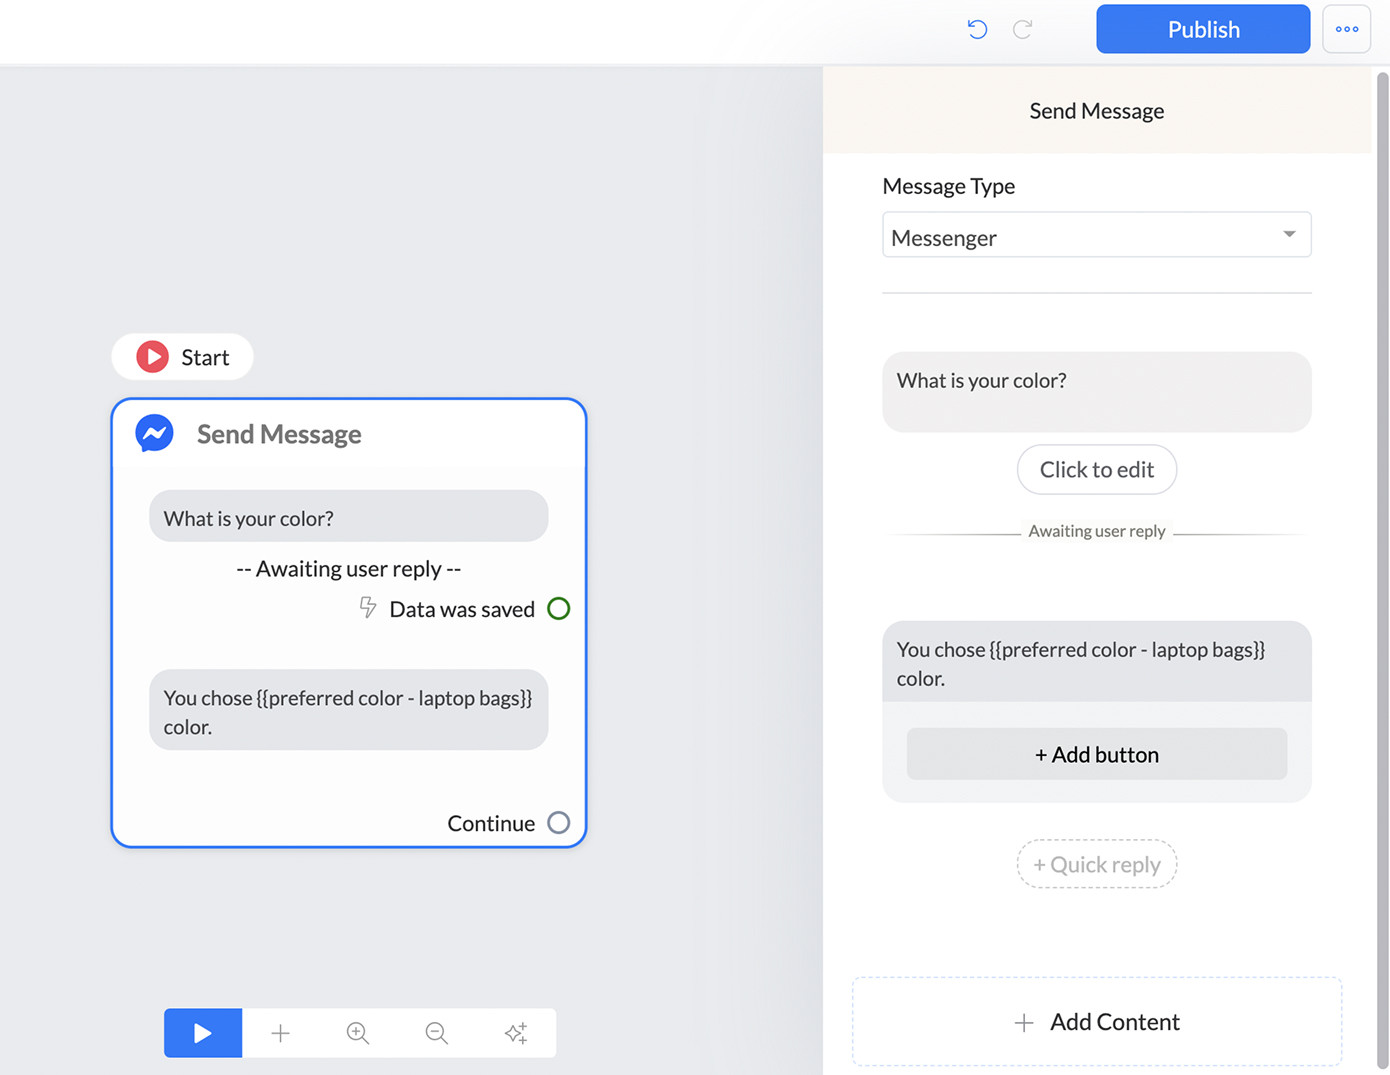 Publish
Start
Send Message
What is your color?
-- Awaiting user reply --
Data was saved
You chose {{preferred color - laptop bags}}
color.
Continue
Send Message
Message Type
Messenger
What is your color?
Click to edit
Awaiting user reply
You chose {{preferred color - laptop bags}}
color.
+ Add button
+ Quick reply
+ Add Content